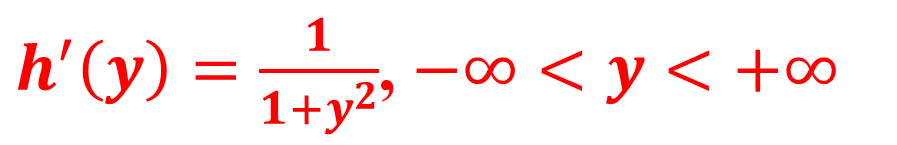 h′(y) = 1/(1+y²), −∞ < y < +∞